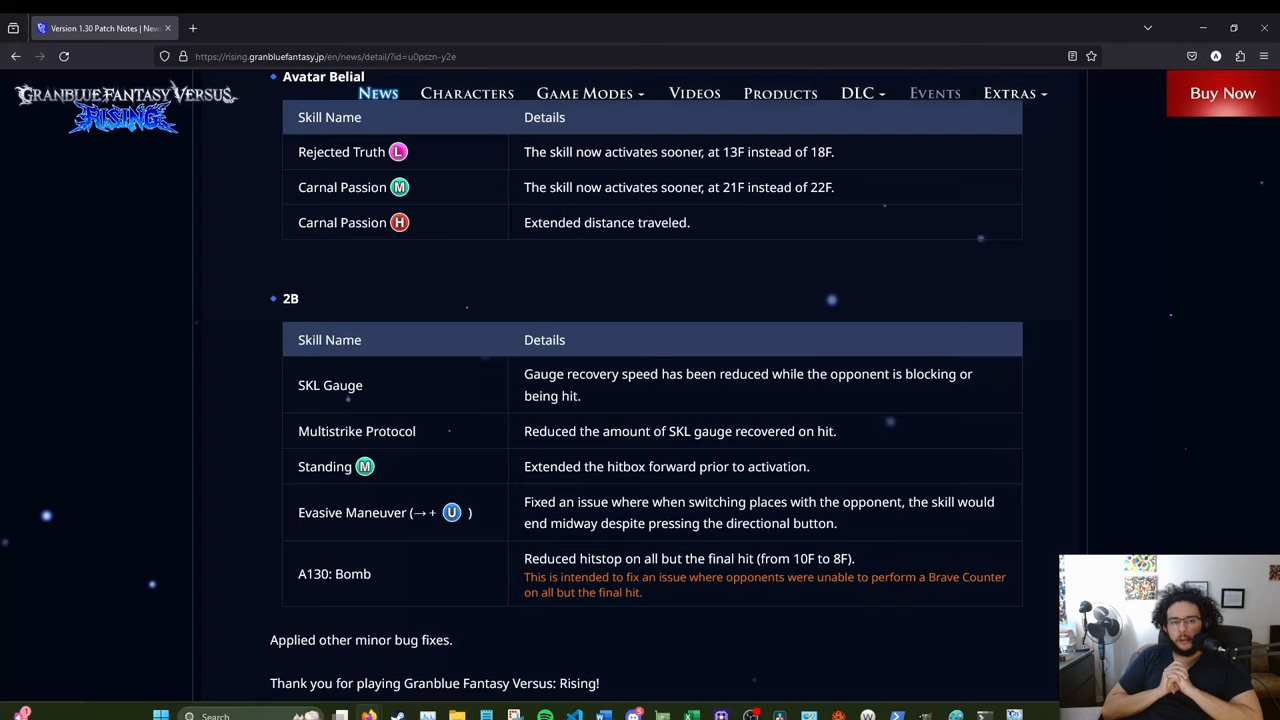 Version 1.30 Patch Notes | New
https://rising.granbluefantasy.jp/en/news/detail/?id=u0pszn-y2e
A
GRANBLUE FANTASY VERSUS
RISING
NEWS
CHARACTERS
GAME MODES
VIDEOS
PRODUCTS
DLC
EVENTS
EXTRAS
Buy Now
Avatar Belial
Skill Name
Details
Rejected Truth L
The skill now activates sooner, at 13F instead of 18F.
Carnal Passion M
The skill now activates sooner, at 21F instead of 22F.
Carnal Passion H
Extended distance traveled.
2B
Skill Name
Details
SKL Gauge
Gauge recovery speed has been reduced while the opponent is blocking or
being hit.
Multistrike Protocol
Reduced the amount of SKL gauge recovered on hit.
Standing M
Extended the hitbox forward prior to activation.
Evasive Maneuver (→+ U )
Fixed an issue where when switching places with the opponent, the skill would
end midway despite pressing the directional button.
A130: Bomb
Reduced hitstop on all but the final hit (from 10F to 8F).
This is intended to fix an issue where opponents were unable to perform a Brave Counter
on all but the final hit.
Applied other minor bug fixes.
Thank you for playing Granblue Fantasy Versus: Rising!
Search